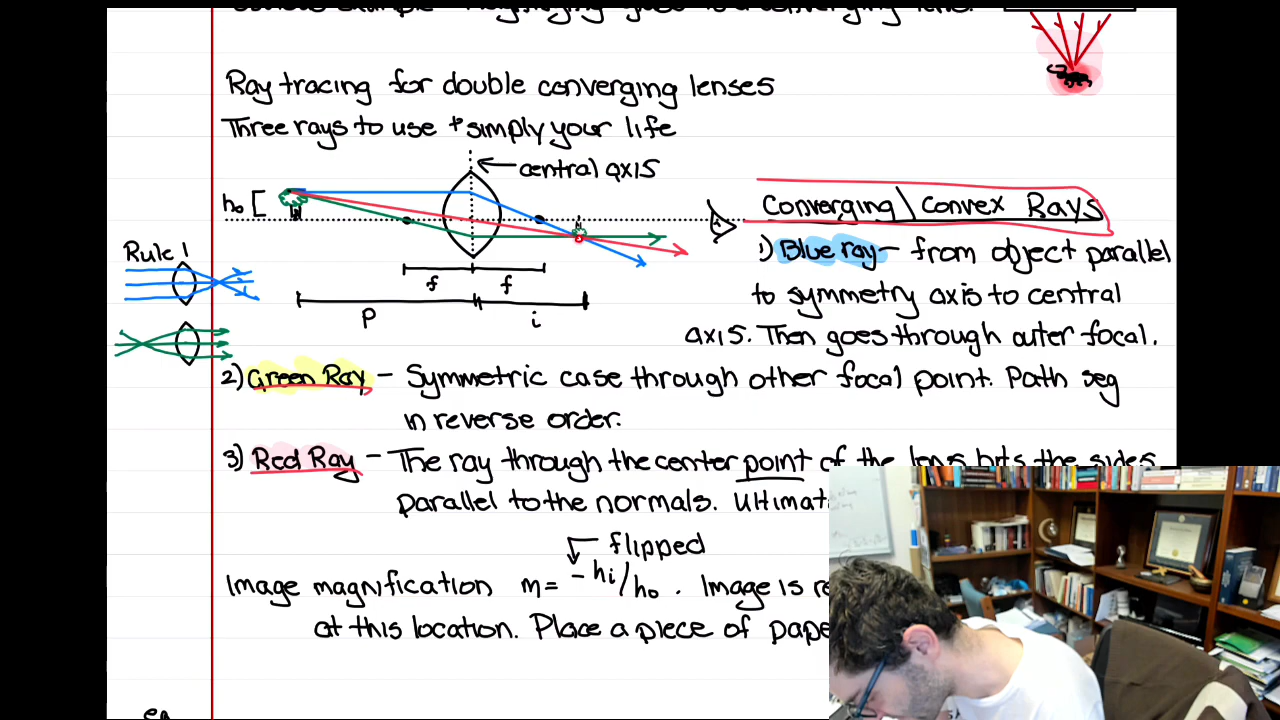 Ray tracing for double converging lenses
Three rays to use + simply your life
central axis
ho
f f
P i
Rule 1
Converging \ convex Rays
1) Blue ray - from object parallel
to symmetry axis to central
axis. Then goes through outer focal.
2) Green Ray - Symmetric case through other focal point. Path seg
in reverse order.
3) Red Ray - The ray through the center point of the lens hits the sides
parallel to the normals.
flipped
Image magnification m = -hi/ho. Image is
at this location. Place a piece of
eg